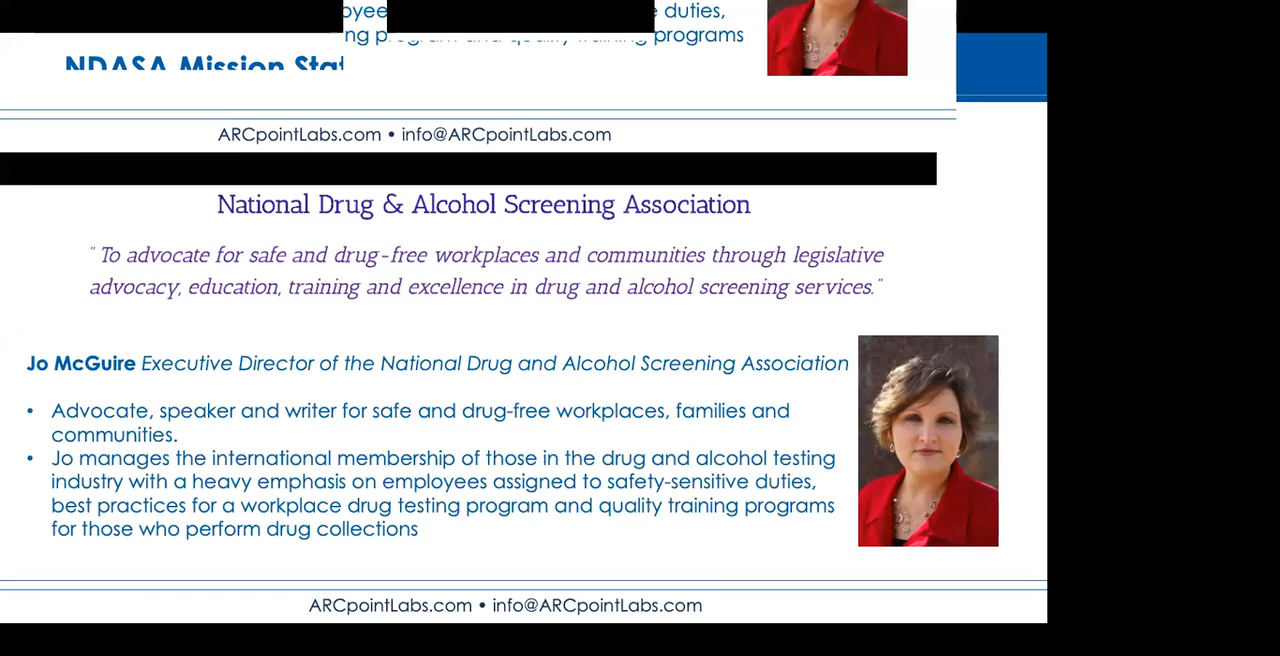 duties,
programs
NDASA Mission
ARCpointLabs.com • info@ARCpointLabs.com
National Drug & Alcohol Screening Association
" To advocate for safe and drug-free workplaces and communities through legislative
advocacy, education, training and excellence in drug and alcohol screening services."
Jo McGuire Executive Director of the National Drug and Alcohol Screening Association
• Advocate, speaker and writer for safe and drug-free workplaces, families and
communities.
• Jo manages the international membership of those in the drug and alcohol testing
industry with a heavy emphasis on employees assigned to safety-sensitive duties,
best practices for a workplace drug testing program and quality training programs
for those who perform drug collections
ARCpointLabs.com • info@ARCpointLabs.com